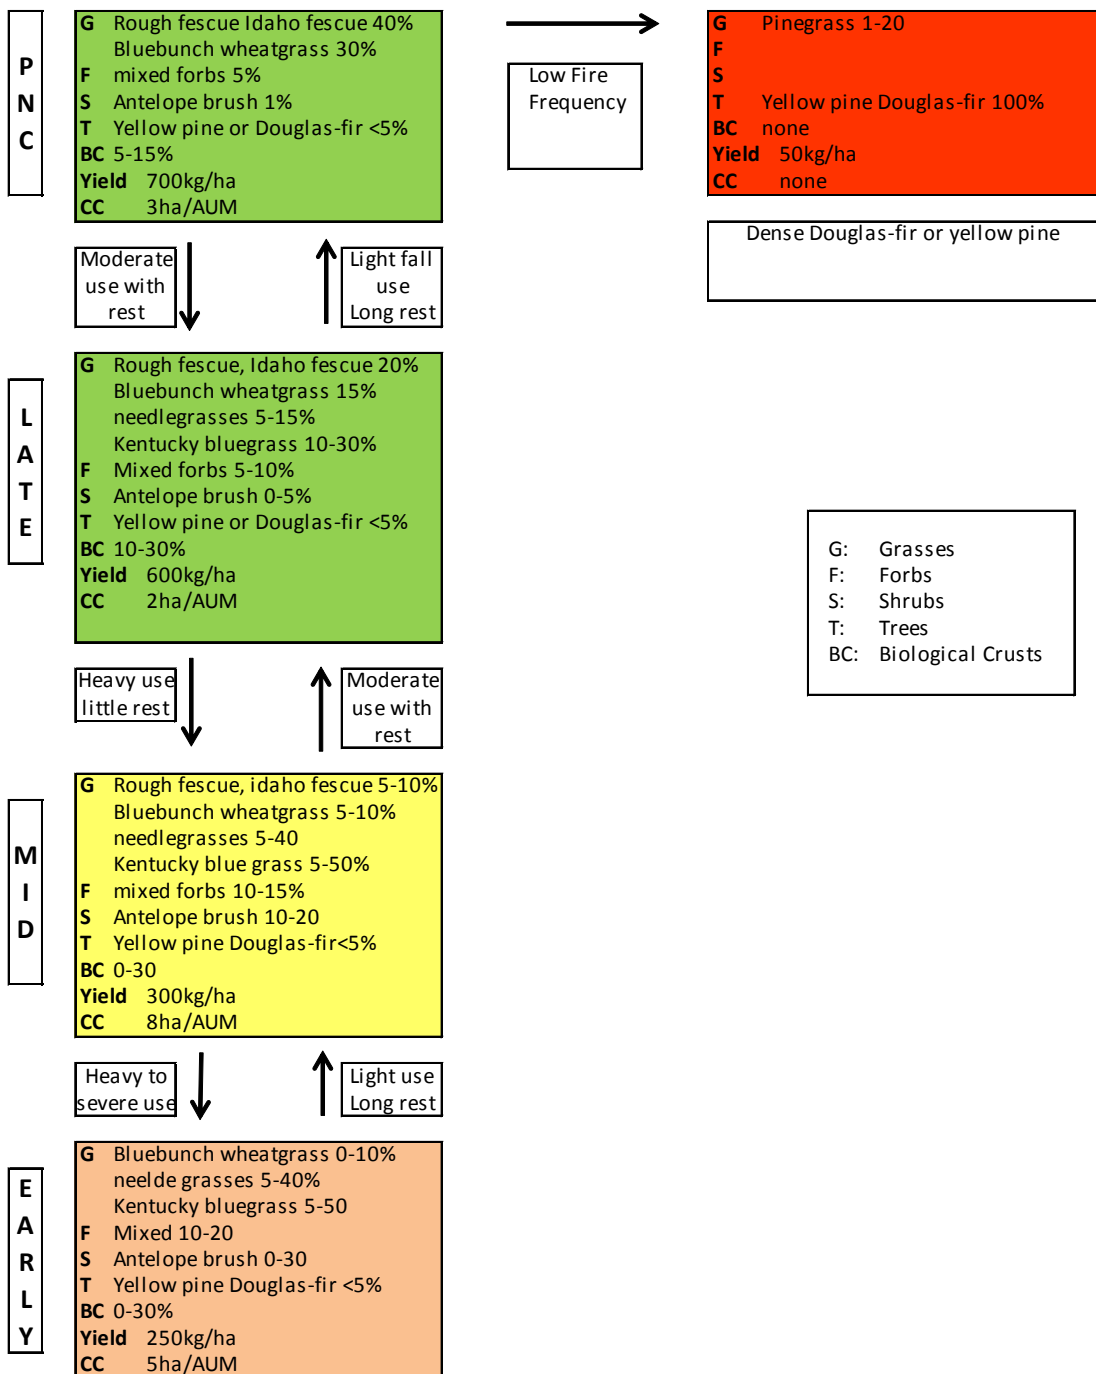 P
N
C
G Rough fescue Idaho fescue 40%
Bluebunch wheatgrass 30%
F mixed forbs 5%
S Antelope brush 1%
T Yellow pine or Douglas-fir <5%
BC 5-15%
Yield 700kg/ha
CC 3ha/AUM
Low Fire
Frequency
G Pinegrass 1-20
F
S
T Yellow pine Douglas-fir 100%
BC none
Yield 50kg/ha
CC none
Dense Douglas-fir or yellow pine
Moderate
use with
rest
Light fall
use
Long rest
L
A
T
E
G Rough fescue, Idaho fescue 20%
Bluebunch wheatgrass 15%
needlegrasses 5-15%
Kentucky bluegrass 10-30%
F Mixed forbs 5-10%
S Antelope brush 0-5%
T Yellow pine or Douglas-fir <5%
BC 10-30%
Yield 600kg/ha
CC 2ha/AUM
G: Grasses
F: Forbs
S: Shrubs
T: Trees
BC: Biological Crusts
Heavy use
little rest
Moderate
use with
rest
M
I
D
G Rough fescue, idaho fescue 5-10%
Bluebunch wheatgrass 5-10%
needlegrasses 5-40
Kentucky blue grass 5-50%
F mixed forbs 10-15%
S Antelope brush 10-20
T Yellow pine Douglas-fir<5%
BC 0-30
Yield 300kg/ha
CC 8ha/AUM
Heavy to
severe use
Light use
Long rest
E
A
R
L
Y
G Bluebunch wheatgrass 0-10%
neelde grasses 5-40%
Kentucky bluegrass 5-50
F Mixed 10-20
S Antelope brush 0-30
T Yellow pine Douglas-fir <5%
BC 0-30%
Yield 250kg/ha
CC 5ha/AUM